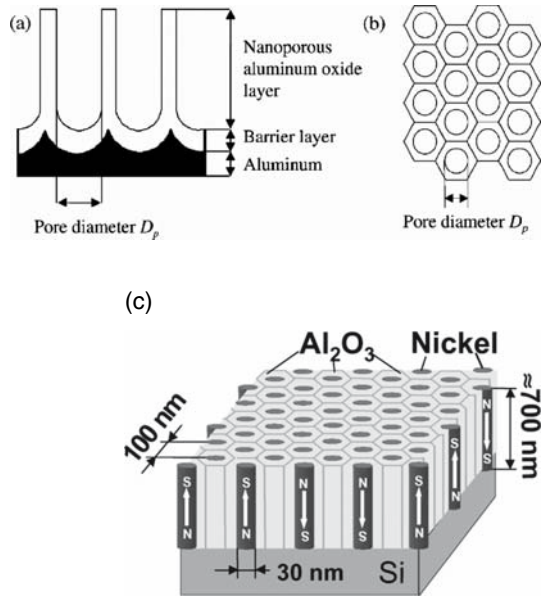 (a)
Nanoporous
aluminum oxide
layer
Barrier layer
Aluminum
Pore diameter Dₚ
(b)
Pore diameter Dₚ
(c)
Al₂O₃
Nickel
100 nm
≈700 nm
N
S
S
N
S
N
S
N
N
S
N
S
S
N
30 nm
Si